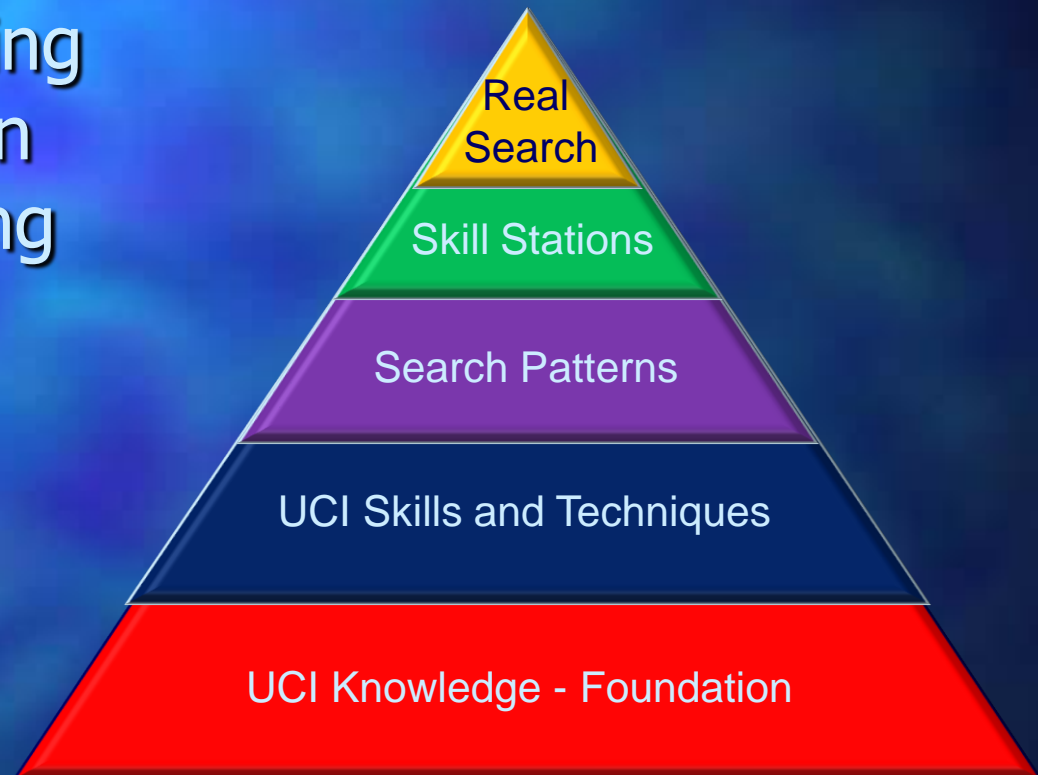 Real
Search
Skill Stations
Search Patterns
UCI Skills and Techniques
UCI Knowledge - Foundation